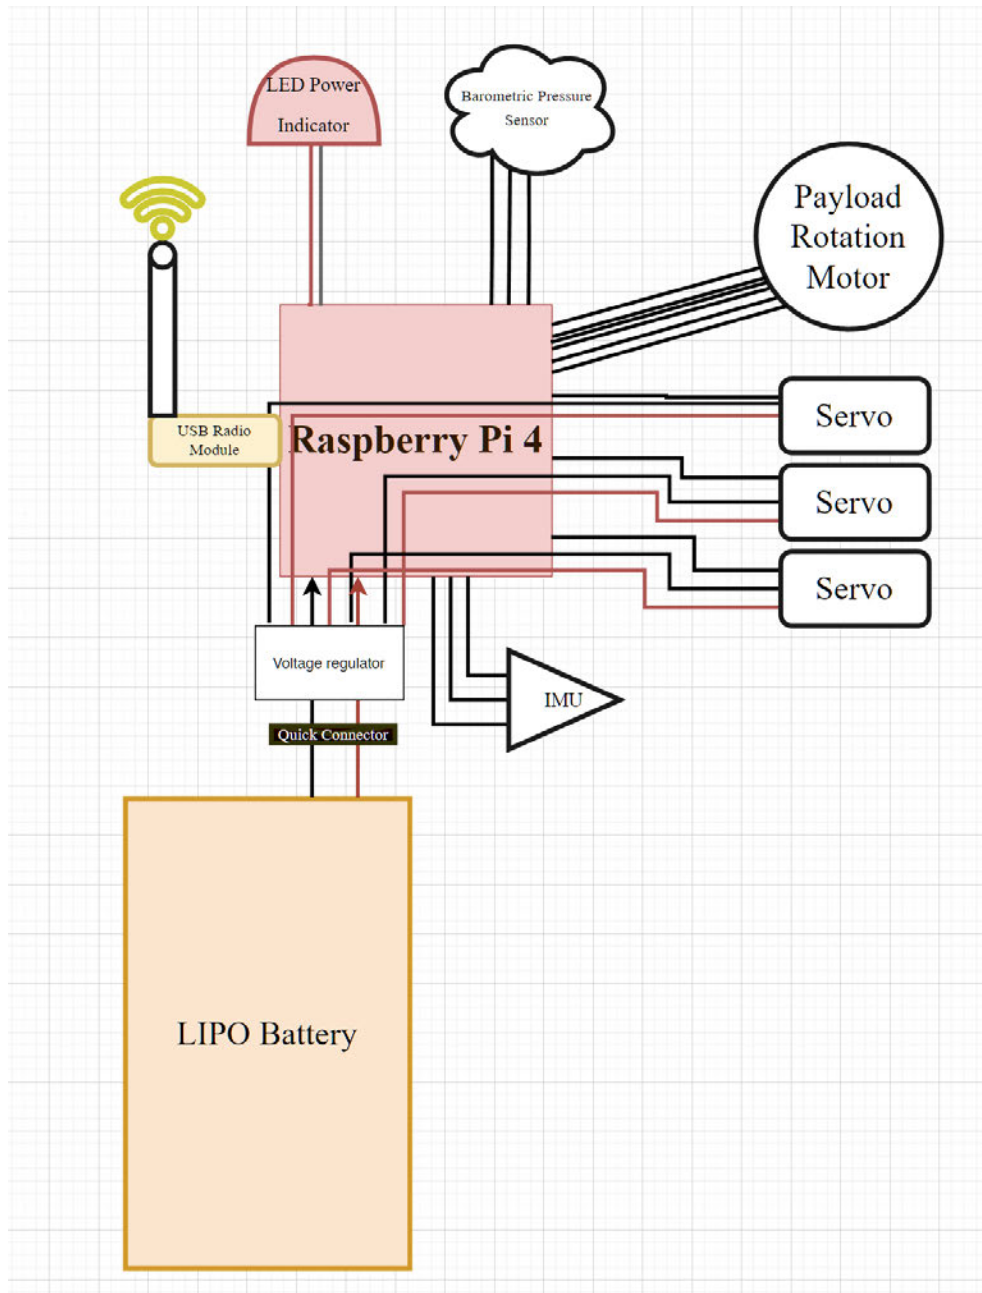 LED Power
Indicator
Barometric Pressure
Sensor
Payload
Rotation
Motor
USB Radio
Module
Raspberry Pi 4
Servo
Servo
Servo
Voltage regulator
IMU
Quick Connector
LIPO Battery